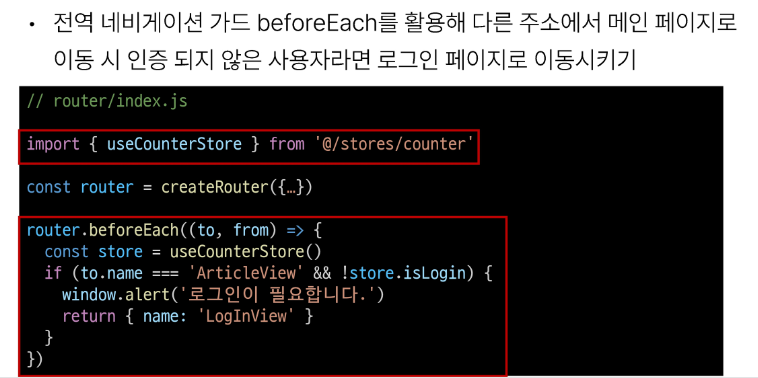 • 전역 네비게이션 가드 beforeEach를 활용해 다른 주소에서 메인 페이지로
이동 시 인증 되지 않은 사용자라면 로그인 페이지로 이동시키기
// router/index.js
import { useCounterStore } from '@/stores/counter'
const router = createRouter({…})
router.beforeEach((to, from) => {
  const store = useCounterStore()
  if (to.name === 'ArticleView' && !store.isLogin) {
    window.alert('로그인이 필요합니다.')
    return { name: 'LogInView' }
  }
})